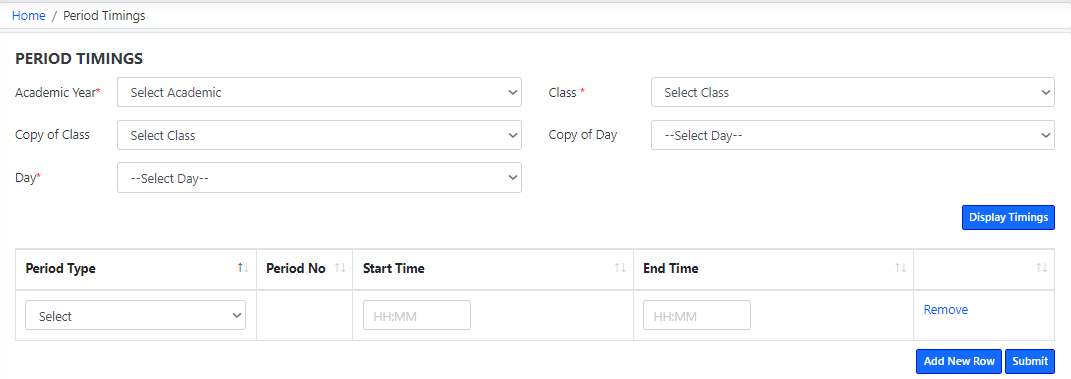 Home / Period Timings
PERIOD TIMINGS
Academic Year* Select Academic Class * Select Class
Copy of Class Select Class Copy of Day --Select Day--
Day* --Select Day--
Display Timings
Period Type Period No Start Time End Time
Select HH:MM HH:MM Remove
Add New Row Submit